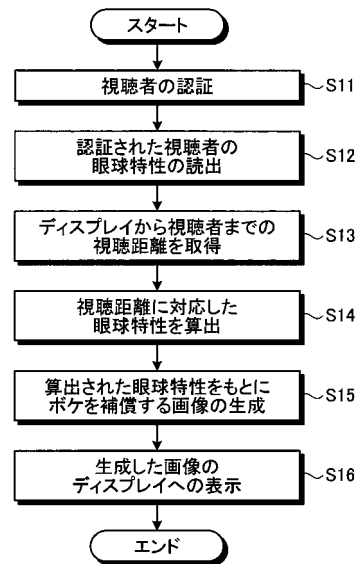 スタート
視聴者の認証
S11
認証された視聴者の
眼球特性の読出
S12
ディスプレイから視聴者までの
視聴距離を取得
S13
視聴距離に対応した
眼球特性を算出
S14
算出された眼球特性をもとに
ボケを補償する画像の生成
S15
生成した画像の
ディスプレイへの表示
S16
エンド